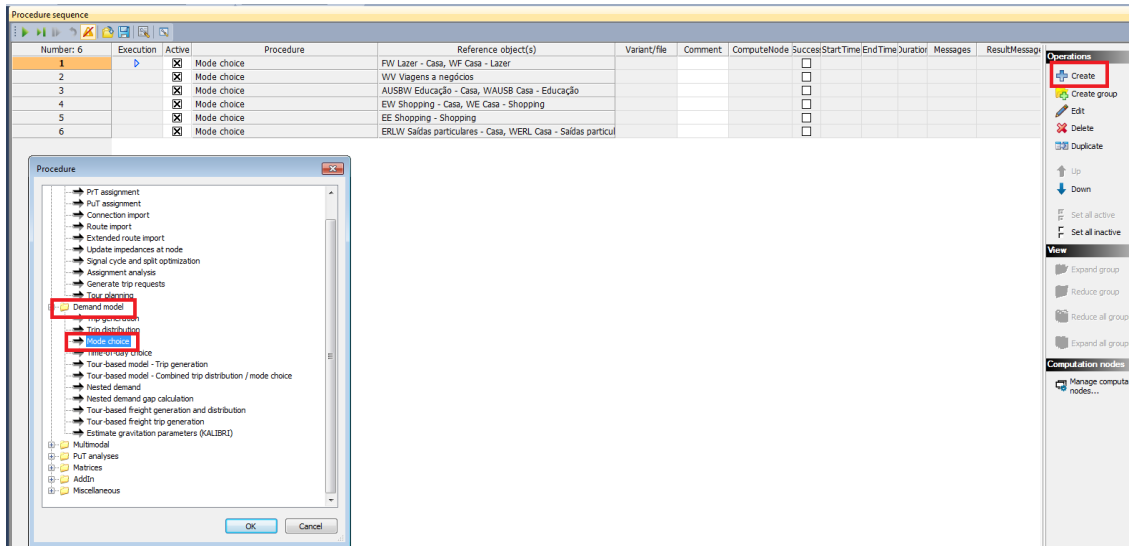 Procedure sequence
Number: 6 Execution Active Procedure Reference object(s) Variant/file Comment ComputeNode Succes StartTime EndTime Duration Messages ResultMessage
1 Mode choice FW Lazer - Casa, WF Casa - Lazer
2 Mode choice WV Viagens a negócios
3 Mode choice AUSBW Educação - Casa, WAUSB Casa - Educação
4 Mode choice EW Shopping - Casa, WE Casa - Shopping
5 Mode choice EE Shopping - Shopping
6 Mode choice ERLW Saídas particulares - Casa, WERL Casa - Saídas particul
Operations
Create
Create group
Edit
Delete
Duplicate
Up
Down
Set all active
Set all inactive
View
Expand group
Reduce group
Reduce all group
Expand all group
Computation nodes
Manage computa
nodes...
Procedure
PrT assignment
PuT assignment
Connection import
Route import
Extended route import
Update impedances at node
Signal cycle and split optimization
Assignment analysis
Generate trip requests
Tour planning
Demand model
Trip generation
Trip distribution
Mode choice
Time-of-day choice
Tour-based model - Trip generation
Tour-based model - Combined trip distribution / mode choice
Nested demand
Nested demand gap calculation
Tour-based freight generation and distribution
Tour-based freight trip generation
Estimate gravitation parameters (KALIBRI)
Multimodal
PuT analyses
Matrices
AddIn
Miscellaneous
OK Cancel